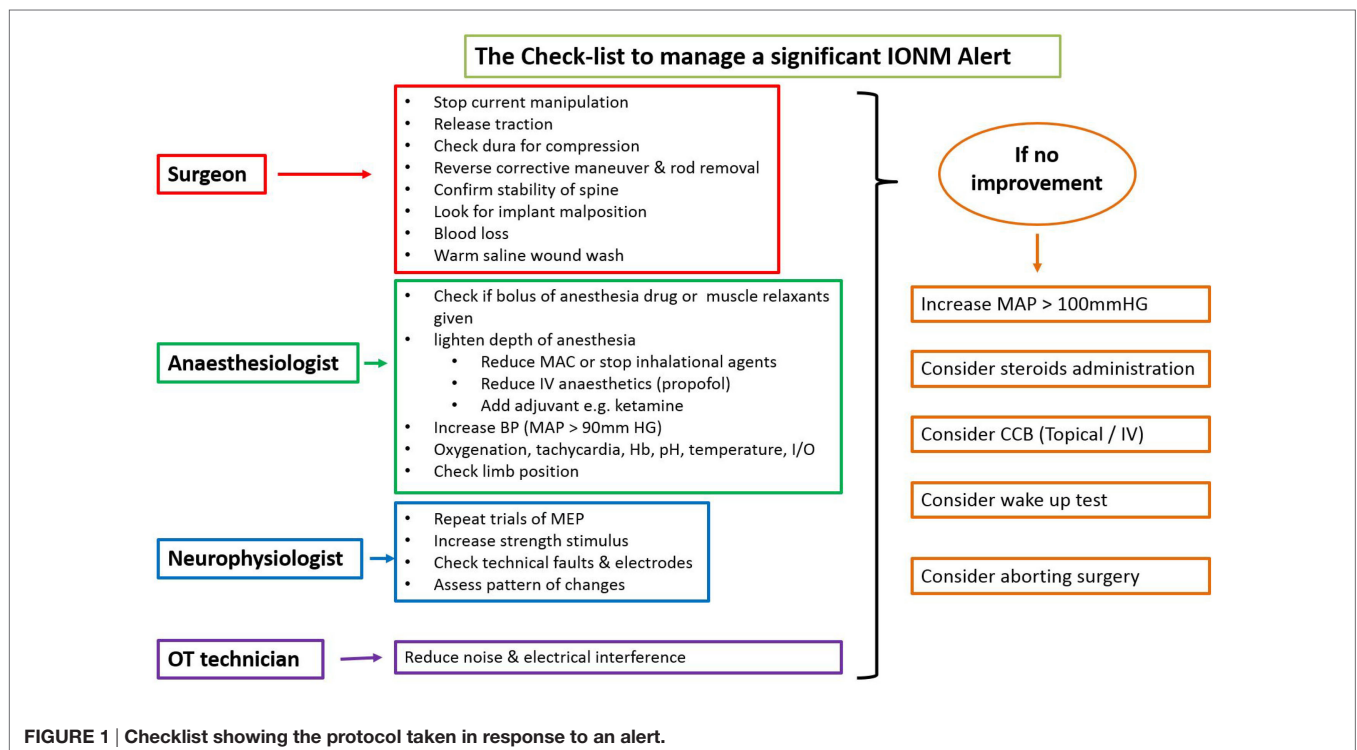 The Check-list to manage a significant IONM Alert
Surgeon
• Stop current manipulation
• Release traction
• Check dura for compression
• Reverse corrective maneuver & rod removal
• Confirm stability of spine
• Look for implant malposition
• Blood loss
• Warm saline wound wash
Anaesthesiologist
• Check if bolus of anesthesia drug or muscle relaxants
given
• lighten depth of anesthesia
• Reduce MAC or stop inhalational agents
• Reduce IV anaesthetics (propofol)
• Add adjuvant e.g. ketamine
• Increase BP (MAP > 90mm HG)
• Oxygenation, tachycardia, Hb, pH, temperature, I/O
• Check limb position
Neurophysiologist
• Repeat trials of MEP
• Increase strength stimulus
• Check technical faults & electrodes
• Assess pattern of changes
OT technician
Reduce noise & electrical interference
If no
improvement
Increase MAP > 100mmHG
Consider steroids administration
Consider CCB (Topical / IV)
Consider wake up test
Consider aborting surgery
FIGURE 1 | Checklist showing the protocol taken in response to an alert.